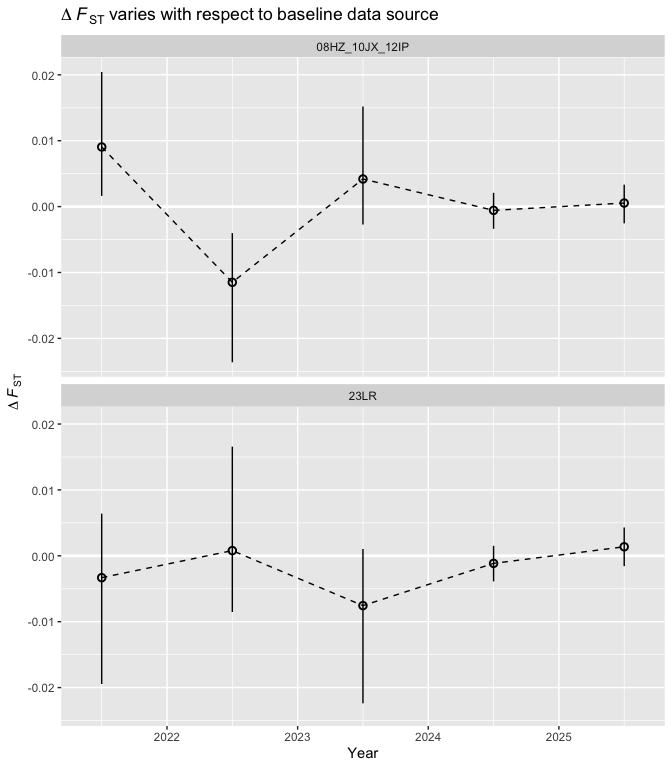 Δ FST varies with respect to baseline data source
08HZ_10JX_12IP
0.02
0.01
0.00
-0.01
-0.02
Δ FST
23LR
0.02
0.01
0.00
-0.01
-0.02
2022 2023 2024 2025
Year